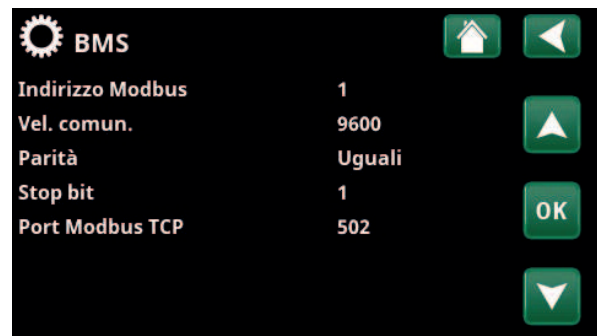 BMS
Indirizzo Modbus 1
Vel. comun. 9600
Parità Uguali
Stop bit 1
Port Modbus TCP 502
OK